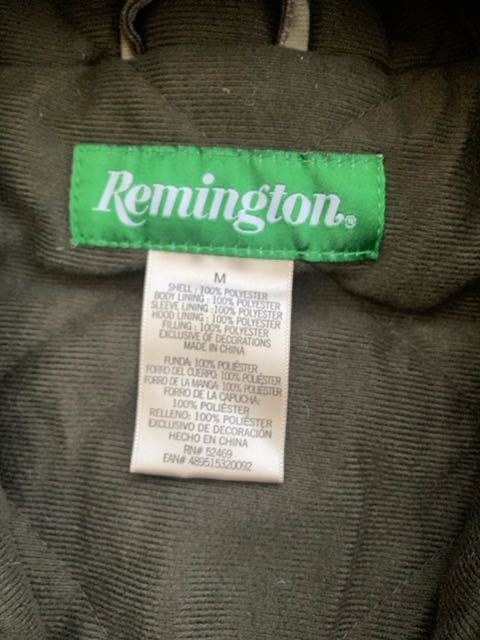 Remington®
M
SHELL : 100% POLYESTER
BODY LINING : 100% POLYESTER
SLEEVE LINING : 100% POLYESTER
HOOD LINING : 100% POLYESTER
FILLING : 100% POLYESTER
EXCLUSIVE OF DECORATIONS
MADE IN CHINA
FUNDA: 100% POLIÉSTER
FORRO DEL CUERPO: 100% POLIÉSTER
FORRO DE LA MANGA: 100% POLIÉSTER
FORRO DE LA CAPUCHA:
100% POLIÉSTER
RELLENO: 100% POLIÉSTER
EXCLUSIVO DE DECORACIÓN
HECHO EN CHINA
RN# 52469
EAN# 489515320092